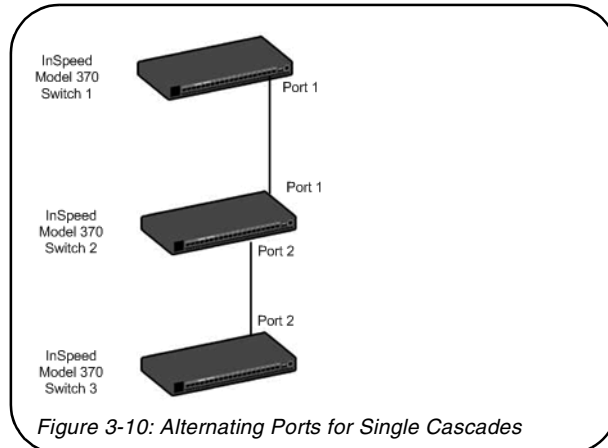 InSpeed
Model 370
Switch 1
Port 1
Port 1
InSpeed
Model 370
Switch 2
Port 2
Port 2
InSpeed
Model 370
Switch 3
Figure 3-10: Alternating Ports for Single Cascades